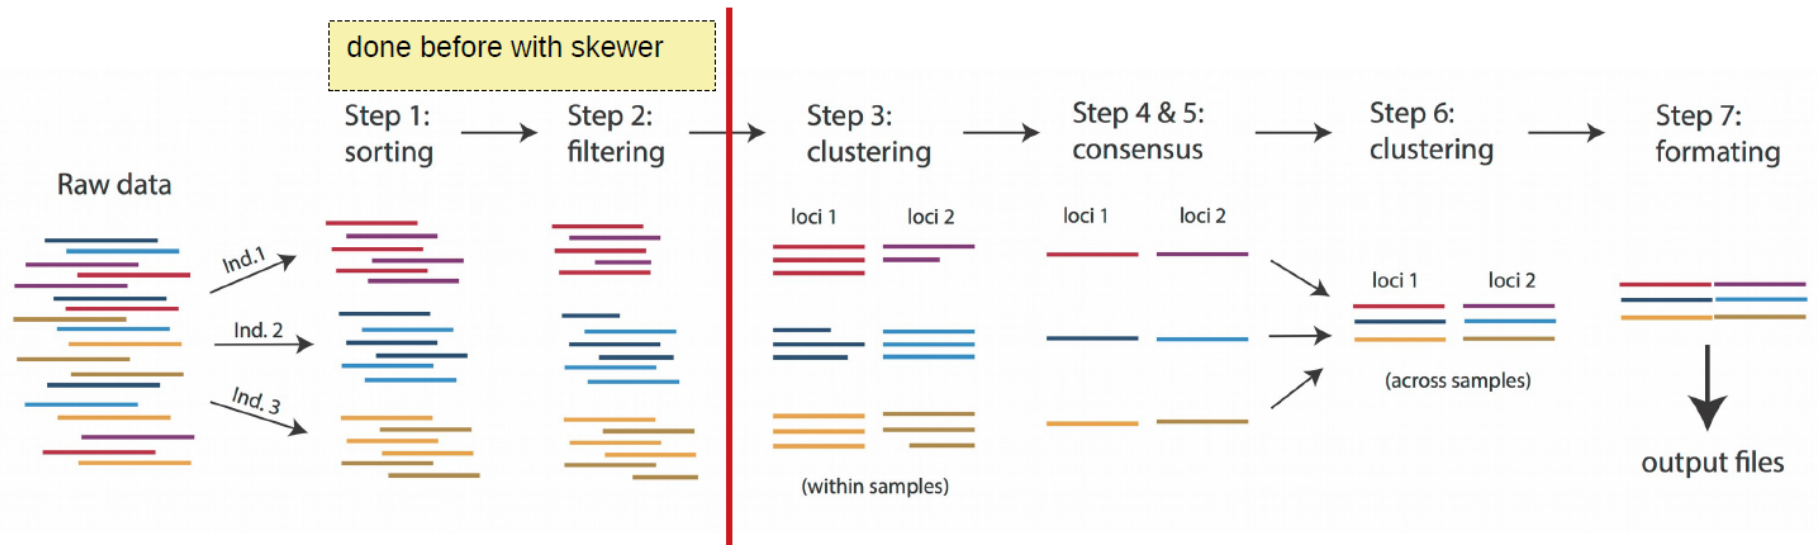 done before with skewer
Step 1:
sorting
Step 2:
filtering
Step 3:
clustering
Step 4 & 5:
consensus
Step 6:
clustering
Step 7:
formating
Raw data
Ind.1
Ind. 2
Ind. 3
loci 1
loci 2
(within samples)
loci 1
loci 2
loci 1
loci 2
(across samples)
output files